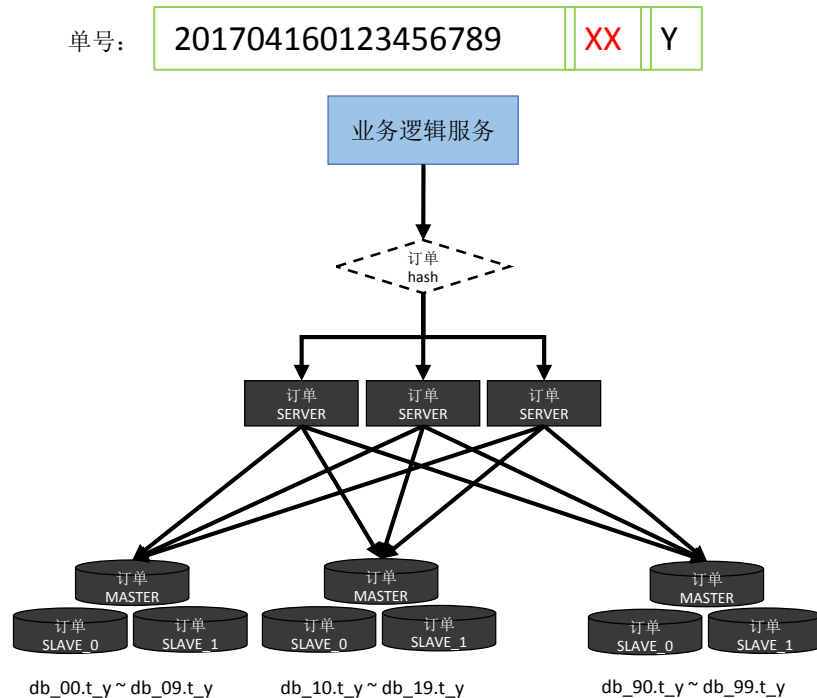 单号： 201704160123456789 XX Y
业务逻辑服务
订单
hash
订单
SERVER
订单
SERVER
订单
SERVER
订单
MASTER
订单
SLAVE_0
订单
SLAVE_1
订单
MASTER
订单
SLAVE_0
订单
SLAVE_1
订单
MASTER
订单
SLAVE_0
订单
SLAVE_1
db_00.t_y ~ db_09.t_y
db_10.t_y ~ db_19.t_y
db_90.t_y ~ db_99.t_y